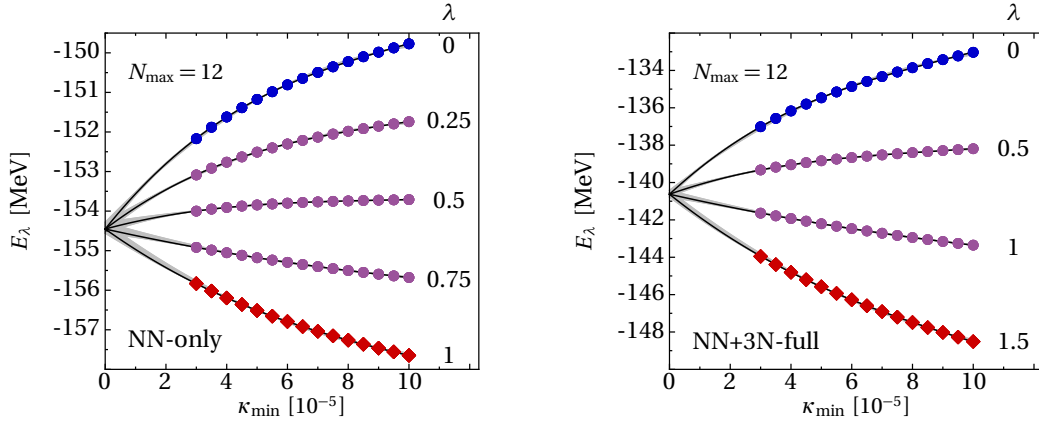 λ
-150
-151
-152
-153
-154
-155
-156
-157
E_λ [MeV]
N_max = 12
0
0.25
0.5
0.75
1
NN-only
0 2 4 6 8 10
κ_min [10^-5]
λ
-134
-136
-138
-140
-142
-144
-146
-148
E_λ [MeV]
N_max = 12
0
0.5
1
1.5
NN+3N-full
0 2 4 6 8 10
κ_min [10^-5]